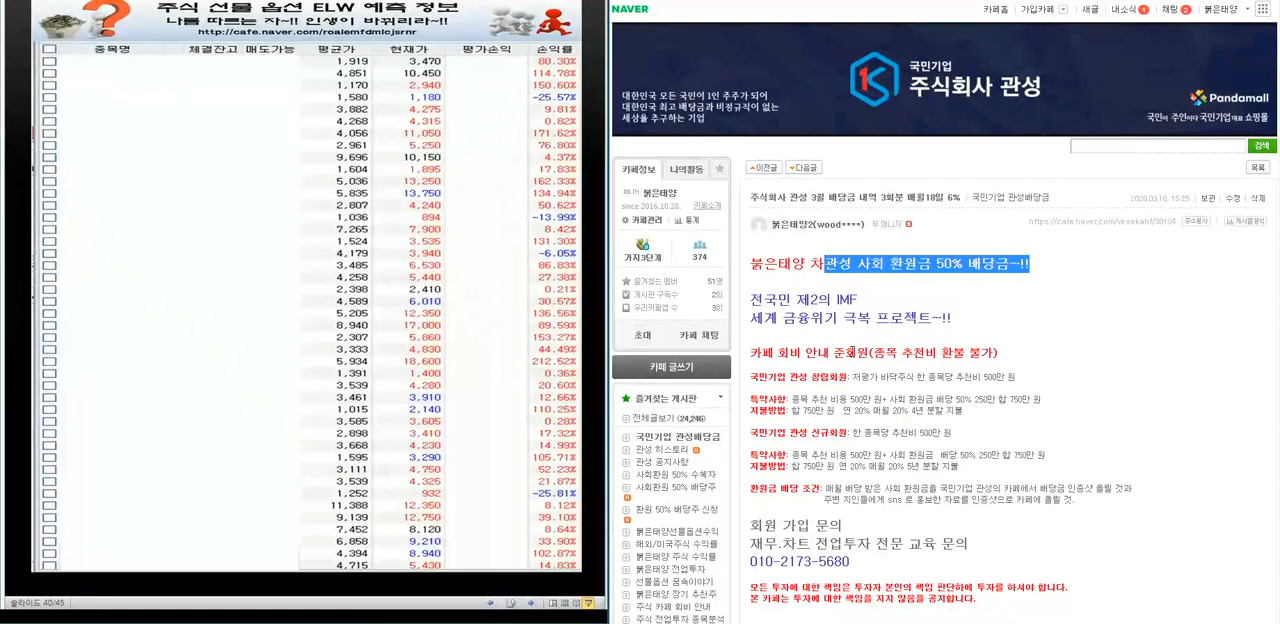 주식 선물 옵션 ELW 예측 정보
나를 따르는 자~!! 인생이 바뀌리라~!!
http://cafe.naver.com/roalemfdmlcjsrnr
종목명 체결잔고 매도가능 평균가 현재가 평가손익 손익률
1,919 3,470 80.30%
4,851 10,450 114.78%
1,170 2,940 150.60%
1,580 1,180 -25.57%
3,882 4,275 9.81%
4,268 4,315 0.82%
4,056 11,050 171.62%
2,961 5,250 76.80%
9,696 10,150 4.37%
1,604 1,895 17.83%
5,036 13,250 162.33%
5,835 13,750 134.94%
2,807 4,240 50.62%
1,036 894 -13.99%
7,265 7,900 8.42%
1,524 3,535 131.30%
4,179 3,940 -6.05%
3,485 6,530 86.83%
4,258 5,440 27.38%
2,398 2,410 0.21%
4,589 6,010 30.57%
5,205 12,350 136.56%
8,940 17,000 89.59%
2,307 5,860 153.27%
3,333 4,830 44.49%
5,934 18,600 212.52%
1,391 1,400 0.36%
3,539 4,280 20.60%
3,461 3,910 12.66%
1,015 2,140 110.25%
3,585 3,605 0.28%
2,898 3,410 17.32%
3,668 4,230 14.99%
1,595 3,290 105.71%
3,111 4,750 52.23%
3,539 4,325 21.87%
1,252 932 -25.81%
11,388 12,350 8.12%
9,139 12,750 39.10%
7,452 8,120 8.64%
6,858 9,210 33.90%
4,394 8,940 102.87%
4,715 5,430 14.83%
슬라이드 40/45
NAVER
카페홈 가입카페 새글 내소식 1 채팅 2 붉은태양
국민기업
주식회사 관성
대한민국 모든 국민이 1인 주주가 되어
대한민국 최고 배당금과 비정규직이 없는
세상을 추구하는 기업
Pandamall
국민이 주인이다 국민기업대표 쇼핑몰
검색
카페정보 나의활동
이전글 다음글 목록
매니저 붉은태양
since 2016.10.28. 카페소개
카페관리 통계
가지3단계 374
즐겨찾는 멤버 51명
게시판 구독수 2회
우리카페앱 수 3회
초대 카페 채팅
카페 글쓰기
즐겨찾는 게시판
전체글보기 (24,246)
국민기업 관성배당금
관성 히스토리
관성 공지사항
사회환원 50% 수혜자
사회환원 50% 배당주
환원 50% 배당주 신청
붉은태양선물옵션수익
해외/미국주식 수익률
붉은태양 주식 수익률
붉은태양 전업투자
선물옵션 꿈속이야기
붉은태양 장기 추천주
주식 카페 회비 안내
주식 전업투자 종목분석
주식회사 관성 3월 배당금 내역 3회분 매월18일 6% 국민기업 관성배당금
2020.03.18. 15:25 보관 수정 삭제
붉은태양2(wood****) 부매니저
https://cafe.naver.com/vksekahf/30104 주소복사 게시글 분석
붉은태양 차관성 사회 환원금 50% 배당금~!!
전국민 제2의 IMF
세계 금융위기 극복 프로젝트~!!
카페 회비 안내 준회원(종목 추천비 환불 불가)
국민기업 관성 창립회원: 저평가 바닥주식 한 종목당 추천비 500만 원
특약사항: 종목 추천 비용 500만 원+ 사회 환원금 배당 50% 250만 합 750만 원
지불방법: 합 750만 원 연 20% 매월 20% 4년 분할 지불
국민기업 관성 신규회원: 한 종목당 추천비 500만 원
특약사항: 종목 추천 비용 500만 원+ 사회 환원금 배당 50% 250만 합 750만 원
지불방법: 합 750만 원 연 20% 매월 20% 5년 분할 지불
환원금 배당 조건: 매월 배당 받은 사회 환원금을 국민기업 관성의 카페에서 배당금 인증샷 올릴 것과
주변 지인들에게 sns 로 홍보한 자료를 인증샷으로 카페에 올릴 것.
회원 가입 문의
재무.차트 전업투자 전문 교육 문의
010-2173-5680
모든 투자에 대한 책임은 투자자 본인의 책임 판단하에 투자를 하셔야 합니다.
본 카페는 투자에 대한 책임을 지지 않음을 공지합니다.